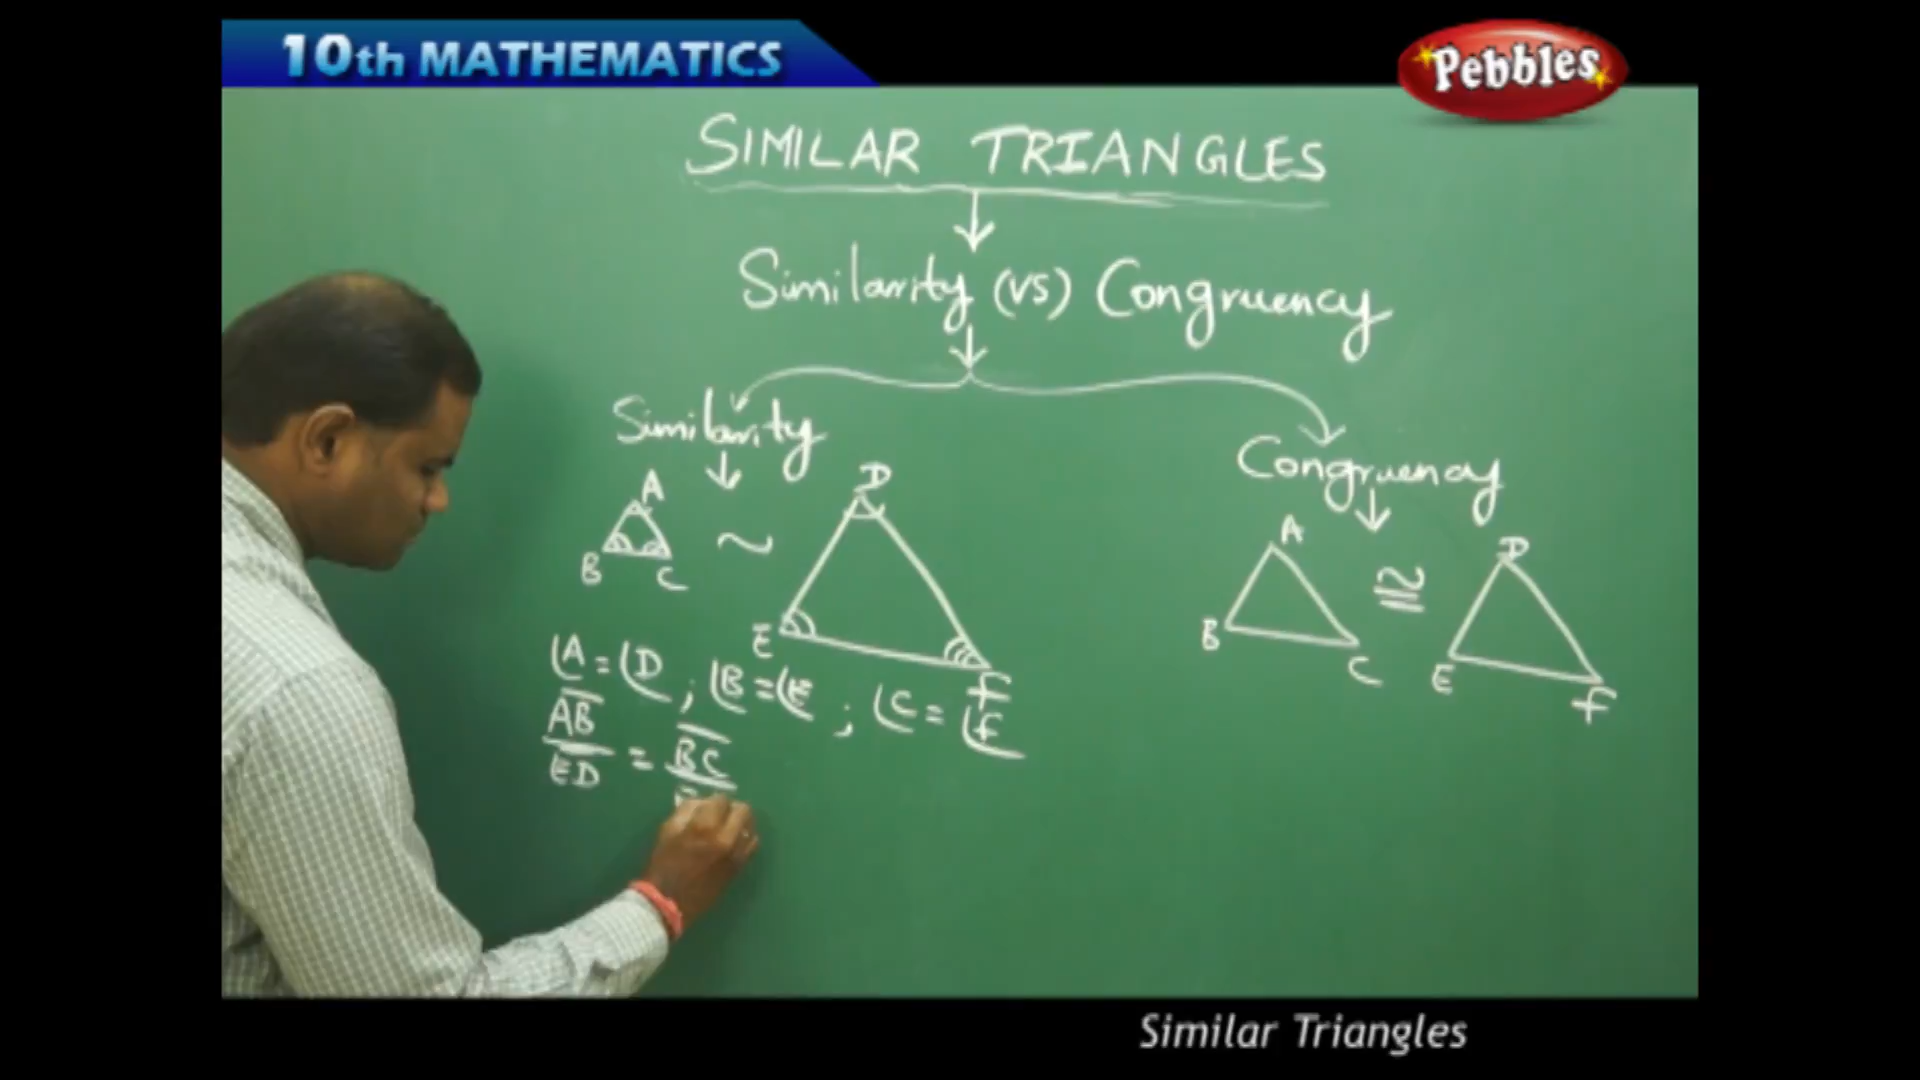 10th MATHEMATICS
Pebbles
SIMILAR TRIANGLES
Similarity (VS) Congruency
Similarity
Congruency
A
D
~
B
C
E
F
A
D
≅
B
C
E
F
∠A = ∠D ; ∠B = ∠E ; ∠C = ∠F
AB/ED = BC/
Similar Triangles